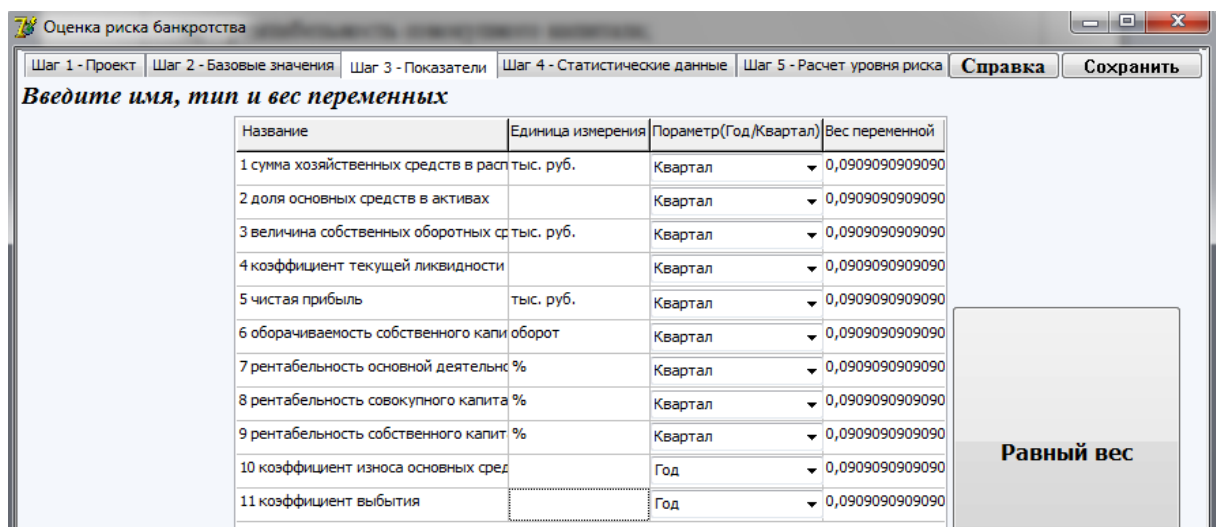 Оценка риска банкротства
Шаг 1 - Проект Шаг 2 - Базовые значения Шаг 3 - Показатели Шаг 4 - Статистические данные Шаг 5 - Расчет уровня риска Справка Сохранить
Введите имя, тип и вес переменных
Название Единица измерения Пораметр(Год/Квартал) Вес переменной
1 сумма хозяйственных средств в расп тыс. руб. Квартал 0,0909090909090
2 доля основных средств в активах Квартал 0,0909090909090
3 величина собственных оборотных ср тыс. руб. Квартал 0,0909090909090
4 коэффициент текущей ликвидности Квартал 0,0909090909090
5 чистая прибыль тыс. руб. Квартал 0,0909090909090
6 оборачиваемость собственного капи оборот Квартал 0,0909090909090
7 рентабельность основной деятельно % Квартал 0,0909090909090
8 рентабельность совокупного капита % Квартал 0,0909090909090
9 рентабельность собственного капит % Квартал 0,0909090909090
10 коэффициент износа основных сред Год 0,0909090909090
11 коэффициент выбытия Год 0,0909090909090
Равный вес